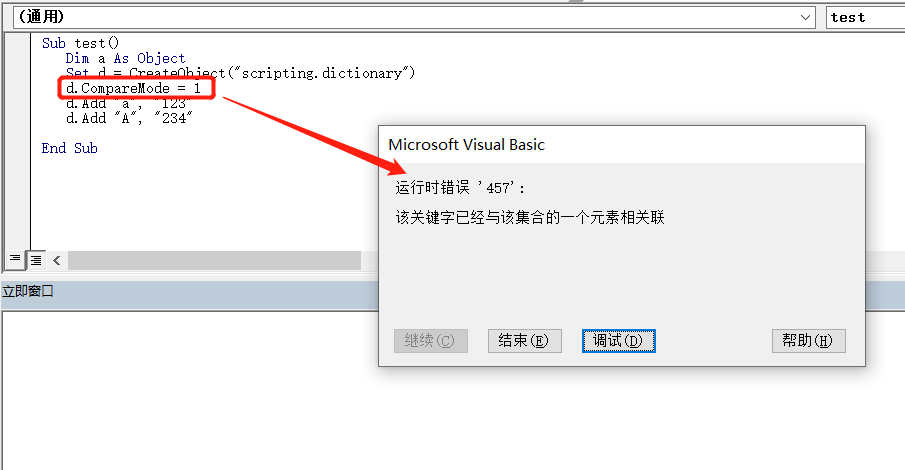 (通用)
test
Sub test()
Dim a As Object
Set d = CreateObject("scripting.dictionary")
d.CompareMode = 1
d.Add "a", "123"
d.Add "A", "234"
End Sub
Microsoft Visual Basic
运行时错误 '457':
该关键字已经与该集合的一个元素相关联
继续(C)
结束(E)
调试(D)
帮助(H)
立即窗口